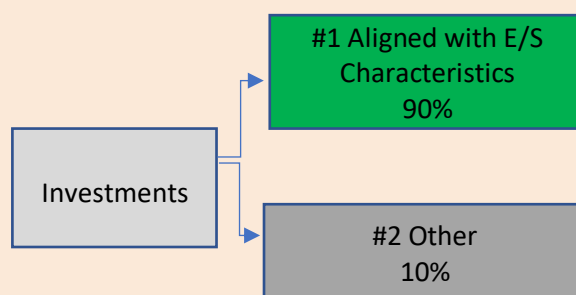 #1 Aligned with E/S
Characteristics
90%
Investments
#2 Other
10%